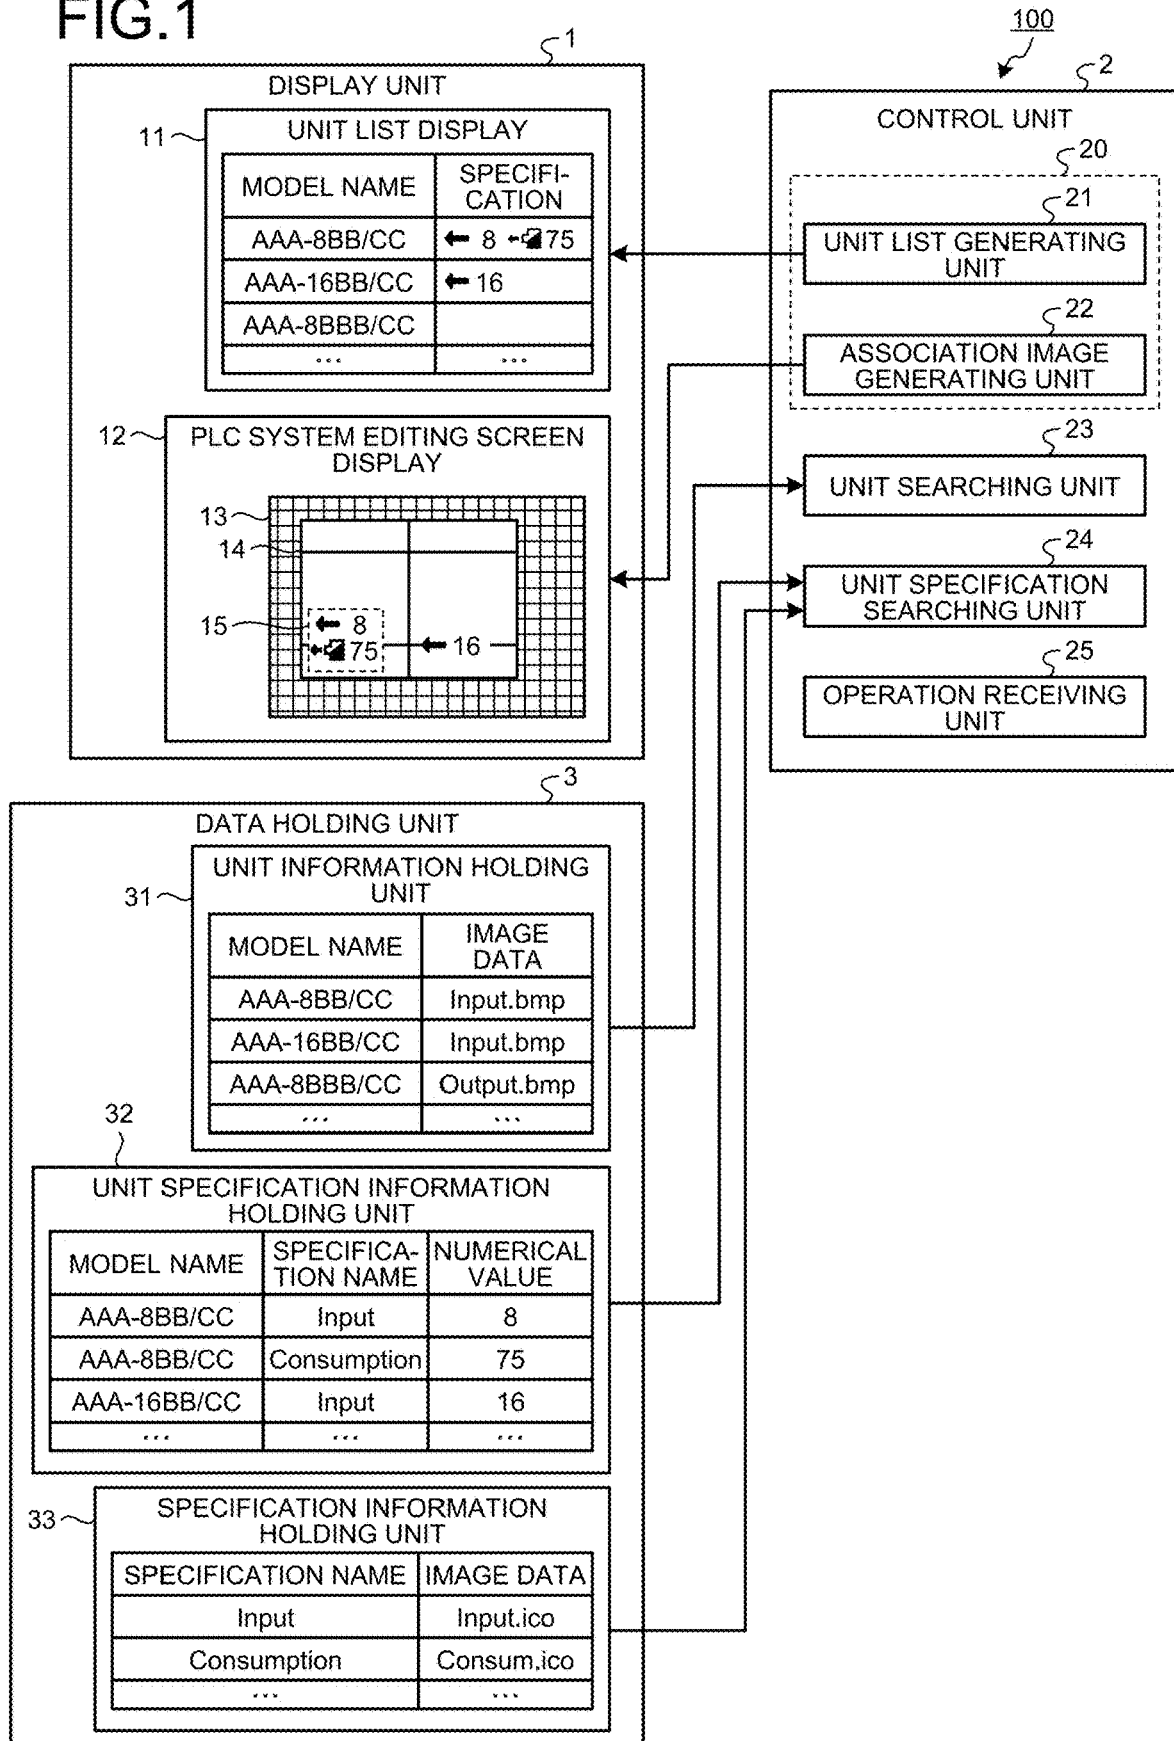 FIG.1
100
1
DISPLAY UNIT
11
UNIT LIST DISPLAY
MODEL NAME
SPECIFI-
CATION
AAA-8BB/CC
8 75
AAA-16BB/CC
16
AAA-8BBB/CC
...
...
12
PLC SYSTEM EDITING SCREEN
DISPLAY
13
14
15
8
75
16
2
CONTROL UNIT
20
21
UNIT LIST GENERATING
UNIT
22
ASSOCIATION IMAGE
GENERATING UNIT
23
UNIT SEARCHING UNIT
24
UNIT SPECIFICATION
SEARCHING UNIT
25
OPERATION RECEIVING
UNIT
3
DATA HOLDING UNIT
31
UNIT INFORMATION HOLDING
UNIT
MODEL NAME
IMAGE
DATA
AAA-8BB/CC
Input.bmp
AAA-16BB/CC
Input.bmp
AAA-8BBB/CC
Output.bmp
...
...
32
UNIT SPECIFICATION INFORMATION
HOLDING UNIT
MODEL NAME
SPECIFICA-
TION NAME
NUMERICAL
VALUE
AAA-8BB/CC
Input
8
AAA-8BB/CC
Consumption
75
AAA-16BB/CC
Input
16
...
...
...
33
SPECIFICATION INFORMATION
HOLDING UNIT
SPECIFICATION NAME
IMAGE DATA
Input
Input.ico
Consumption
Consum.ico
...
...